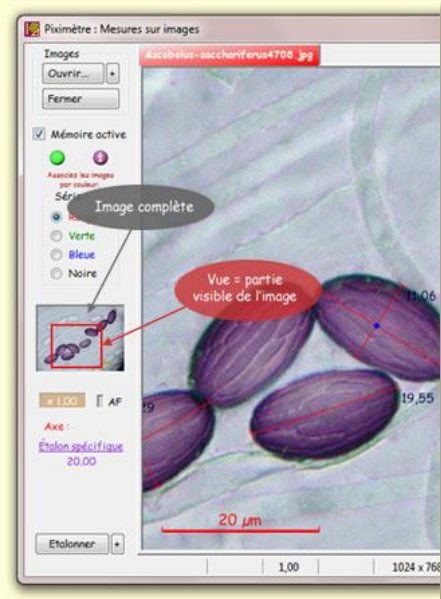 Piximètre : Mesures sur images
Images
Ouvrir... +
Fermer
Mémoire active
Associez les images
par couleur.
Image complète
Verte
Bleue
Noire
x 1.00 AF
Axe :
Étalon spécifique
20.00
Etalonner +
Ascobolus-sacchariferus4708.jpg
Vue = partie
visible de l'image
11,06
19,55
29
20 µm
1,00 1024 x 768